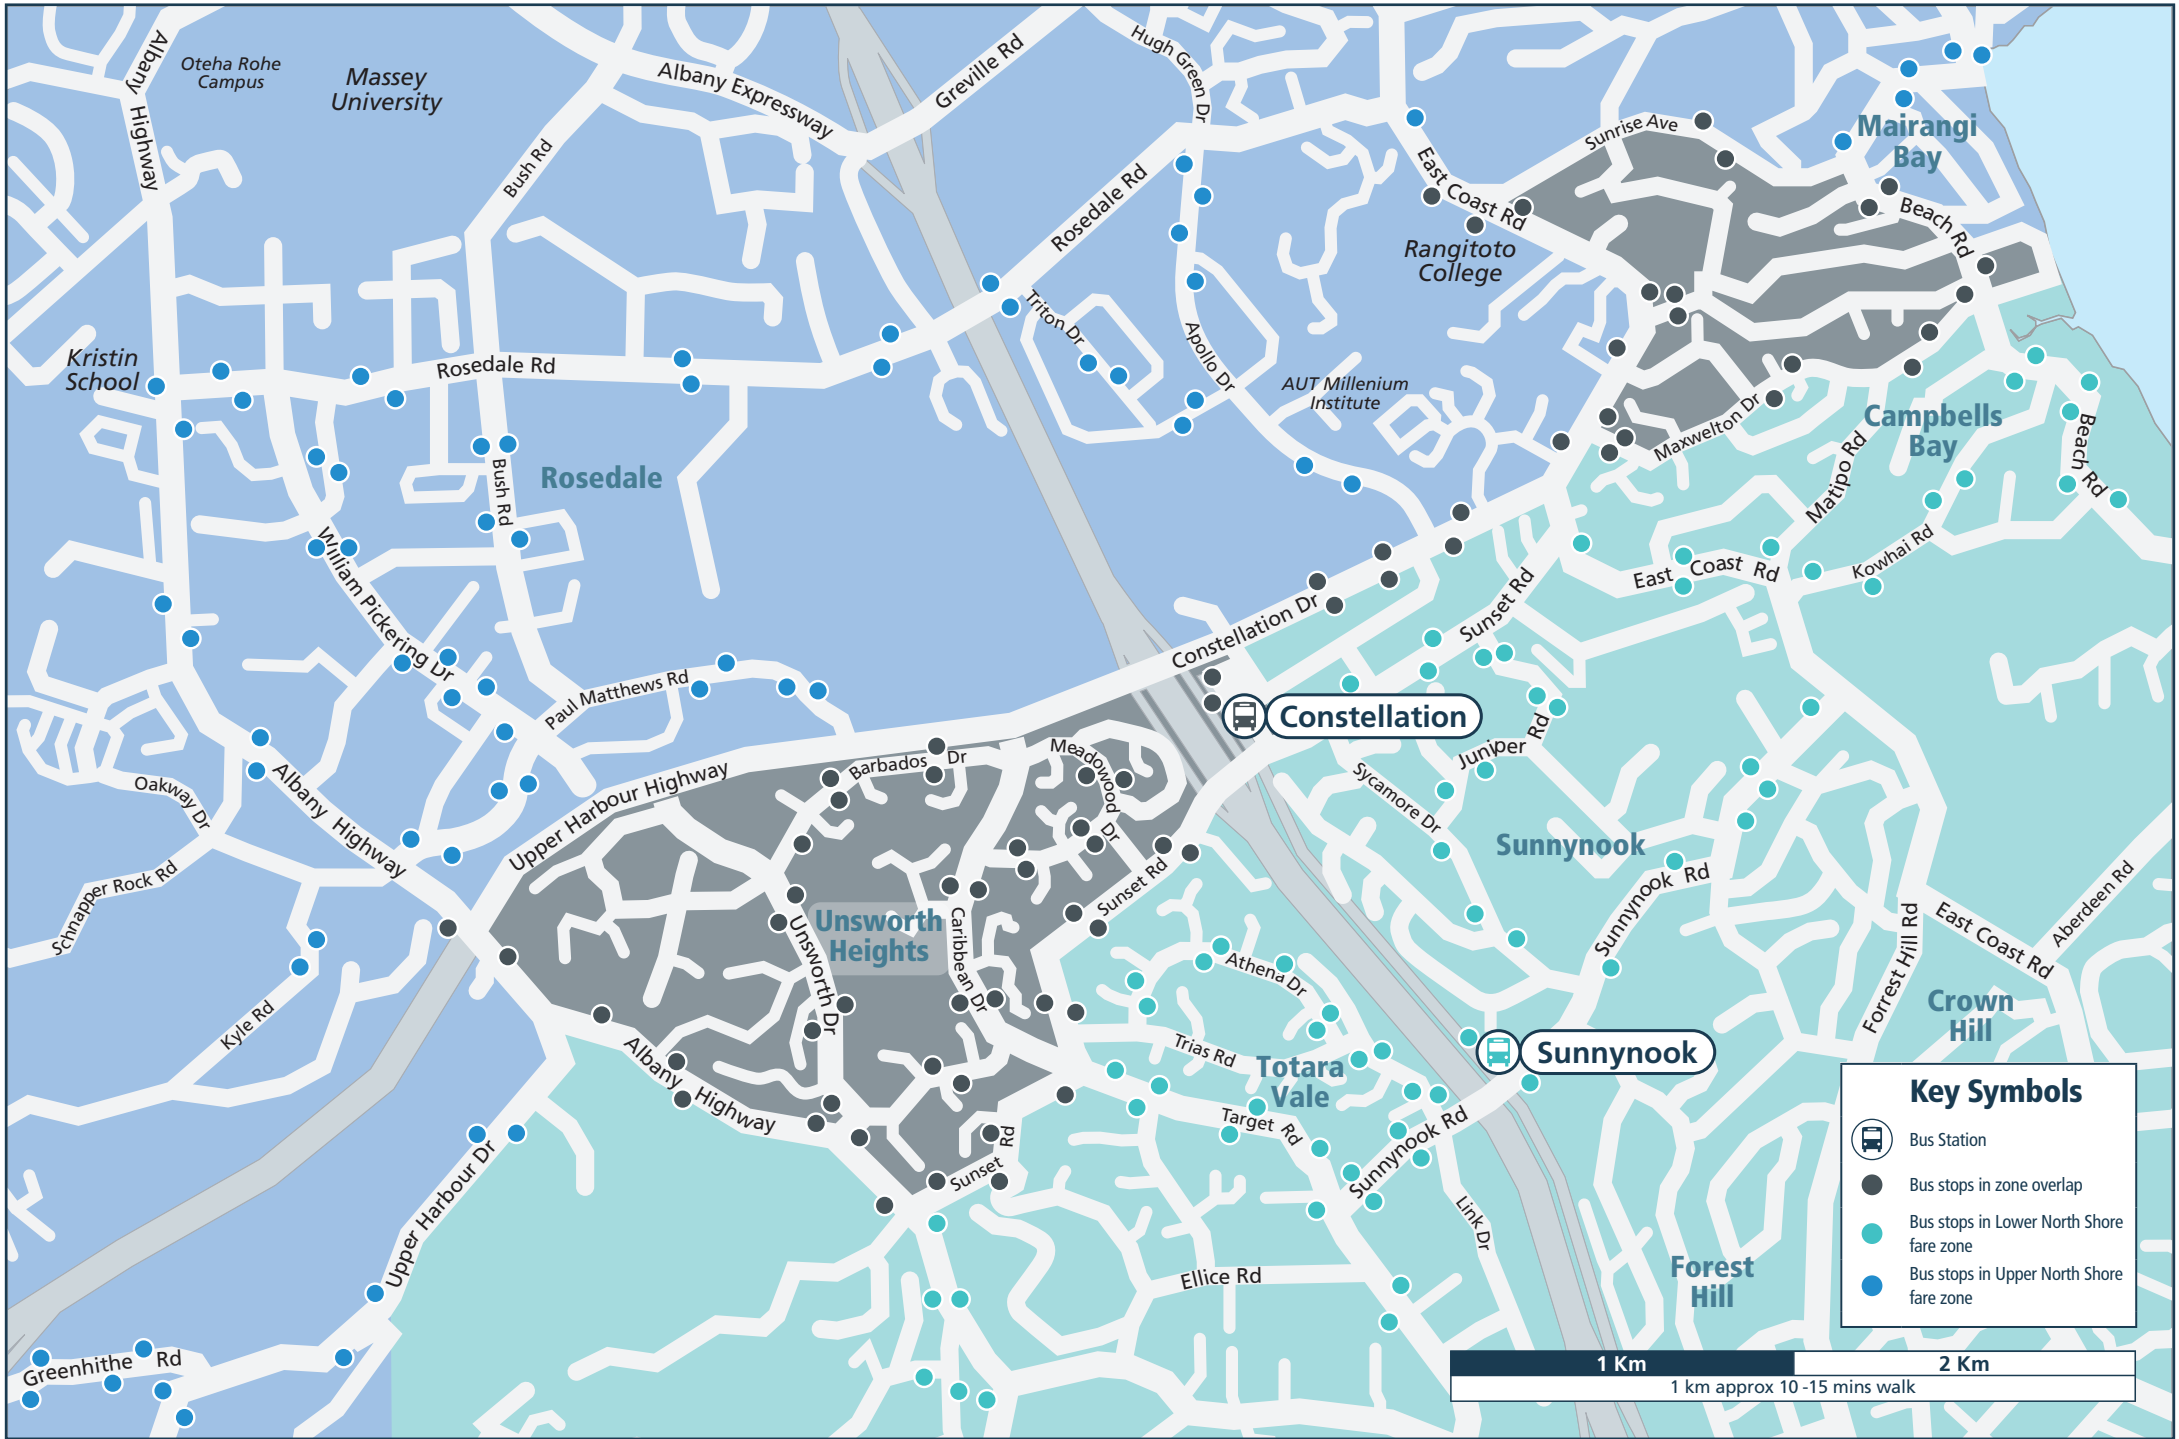 Albany
Highway
Oteha Rohe
Campus
Massey
University
Albany Expressway
Greville Rd
Hugh Green Dr
Bush Rd
Rosedale Rd
East Coast Rd
Sunrise Ave
Mairangi
Bay
Beach Rd
Rangitoto
College
Kristin
School
Rosedale Rd
Triton Dr
Apollo Dr
AUT Millenium
Institute
Maxwelton Dr
Campbells
Bay
Beach Rd
Matipo Rd
Rosedale
Bush Rd
William Pickering Dr
East Coast Rd
Kowhai Rd
Sunset Rd
Constellation Dr
Paul Matthews Rd
Constellation
Juniper Rd
Sycamore Dr
Oakway Dr
Albany Highway
Upper Harbour Highway
Barbados Dr
Meadowood Dr
Sunnynook
Schnapper Rock Rd
Unsworth
Heights
Unsworth Dr
Caribbean Dr
Sunset Rd
Sunnynook Rd
East Coast Rd
Aberdeen Rd
Forrest Hill Rd
Athena Dr
Crown
Hill
Kyle Rd
Trias Rd
Totara
Vale
Sunnynook
Albany
Highway
Target Rd
Sunnynook Rd
Sunset Rd
Link Dr
Upper Harbour Dr
Ellice Rd
Forest
Hill
Greenhithe Rd
Key Symbols
Bus Station
Bus stops in zone overlap
Bus stops in Lower North Shore
fare zone
Bus stops in Upper North Shore
fare zone
1 Km
2 Km
1 km approx 10 -15 mins walk